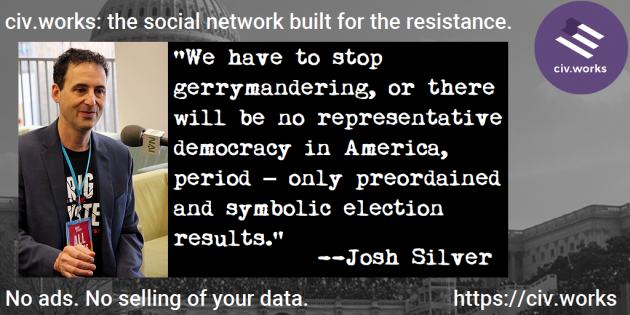 civ.works: the social network built for the resistance.
civ.works
"We have to stop
gerrymandering, or there
will be no representative
democracy in America,
period – only preordained
and symbolic election
results."
--Josh Silver
No ads. No selling of your data.
https://civ.works